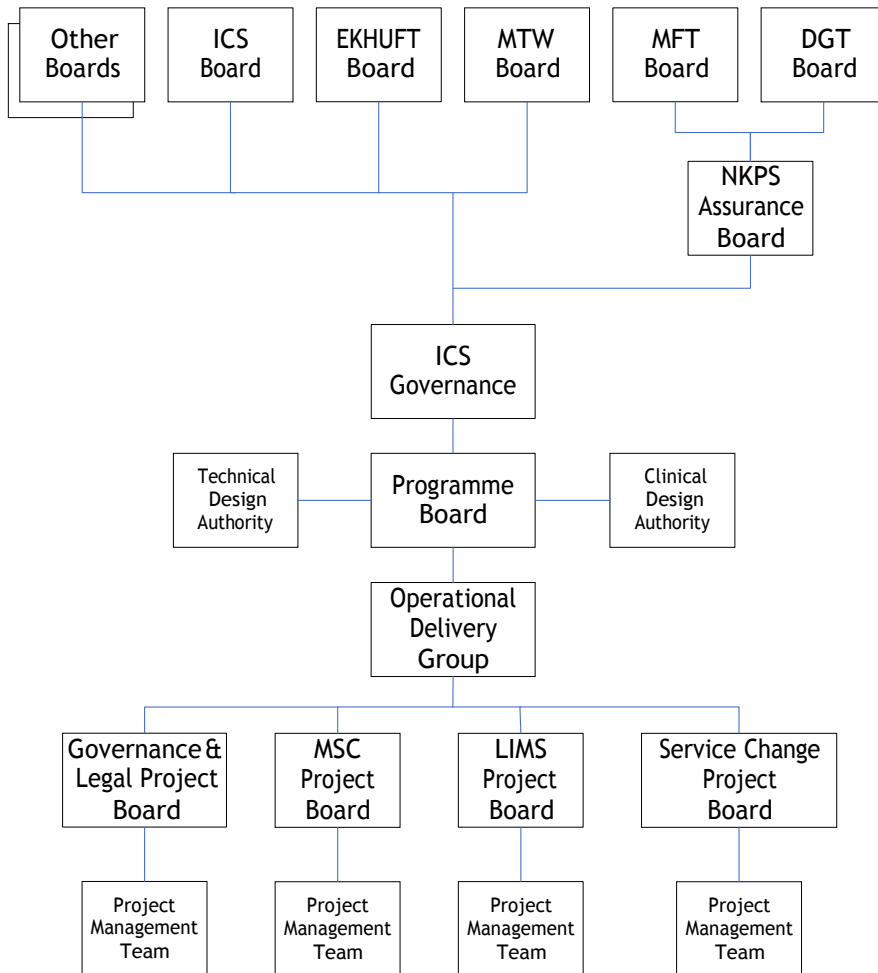 Other
Boards
ICS
Board
EKHUFT
Board
MTW
Board
MFT
Board
DGT
Board
NKPS
Assurance
Board
ICS
Governance
Technical
Design
Authority
Programme
Board
Clinical
Design
Authority
Operational
Delivery
Group
Governance &
Legal Project
Board
MSC
Project
Board
LIMS
Project
Board
Service Change
Project
Board
Project
Management
Team
Project
Management
Team
Project
Management
Team
Project
Management
Team